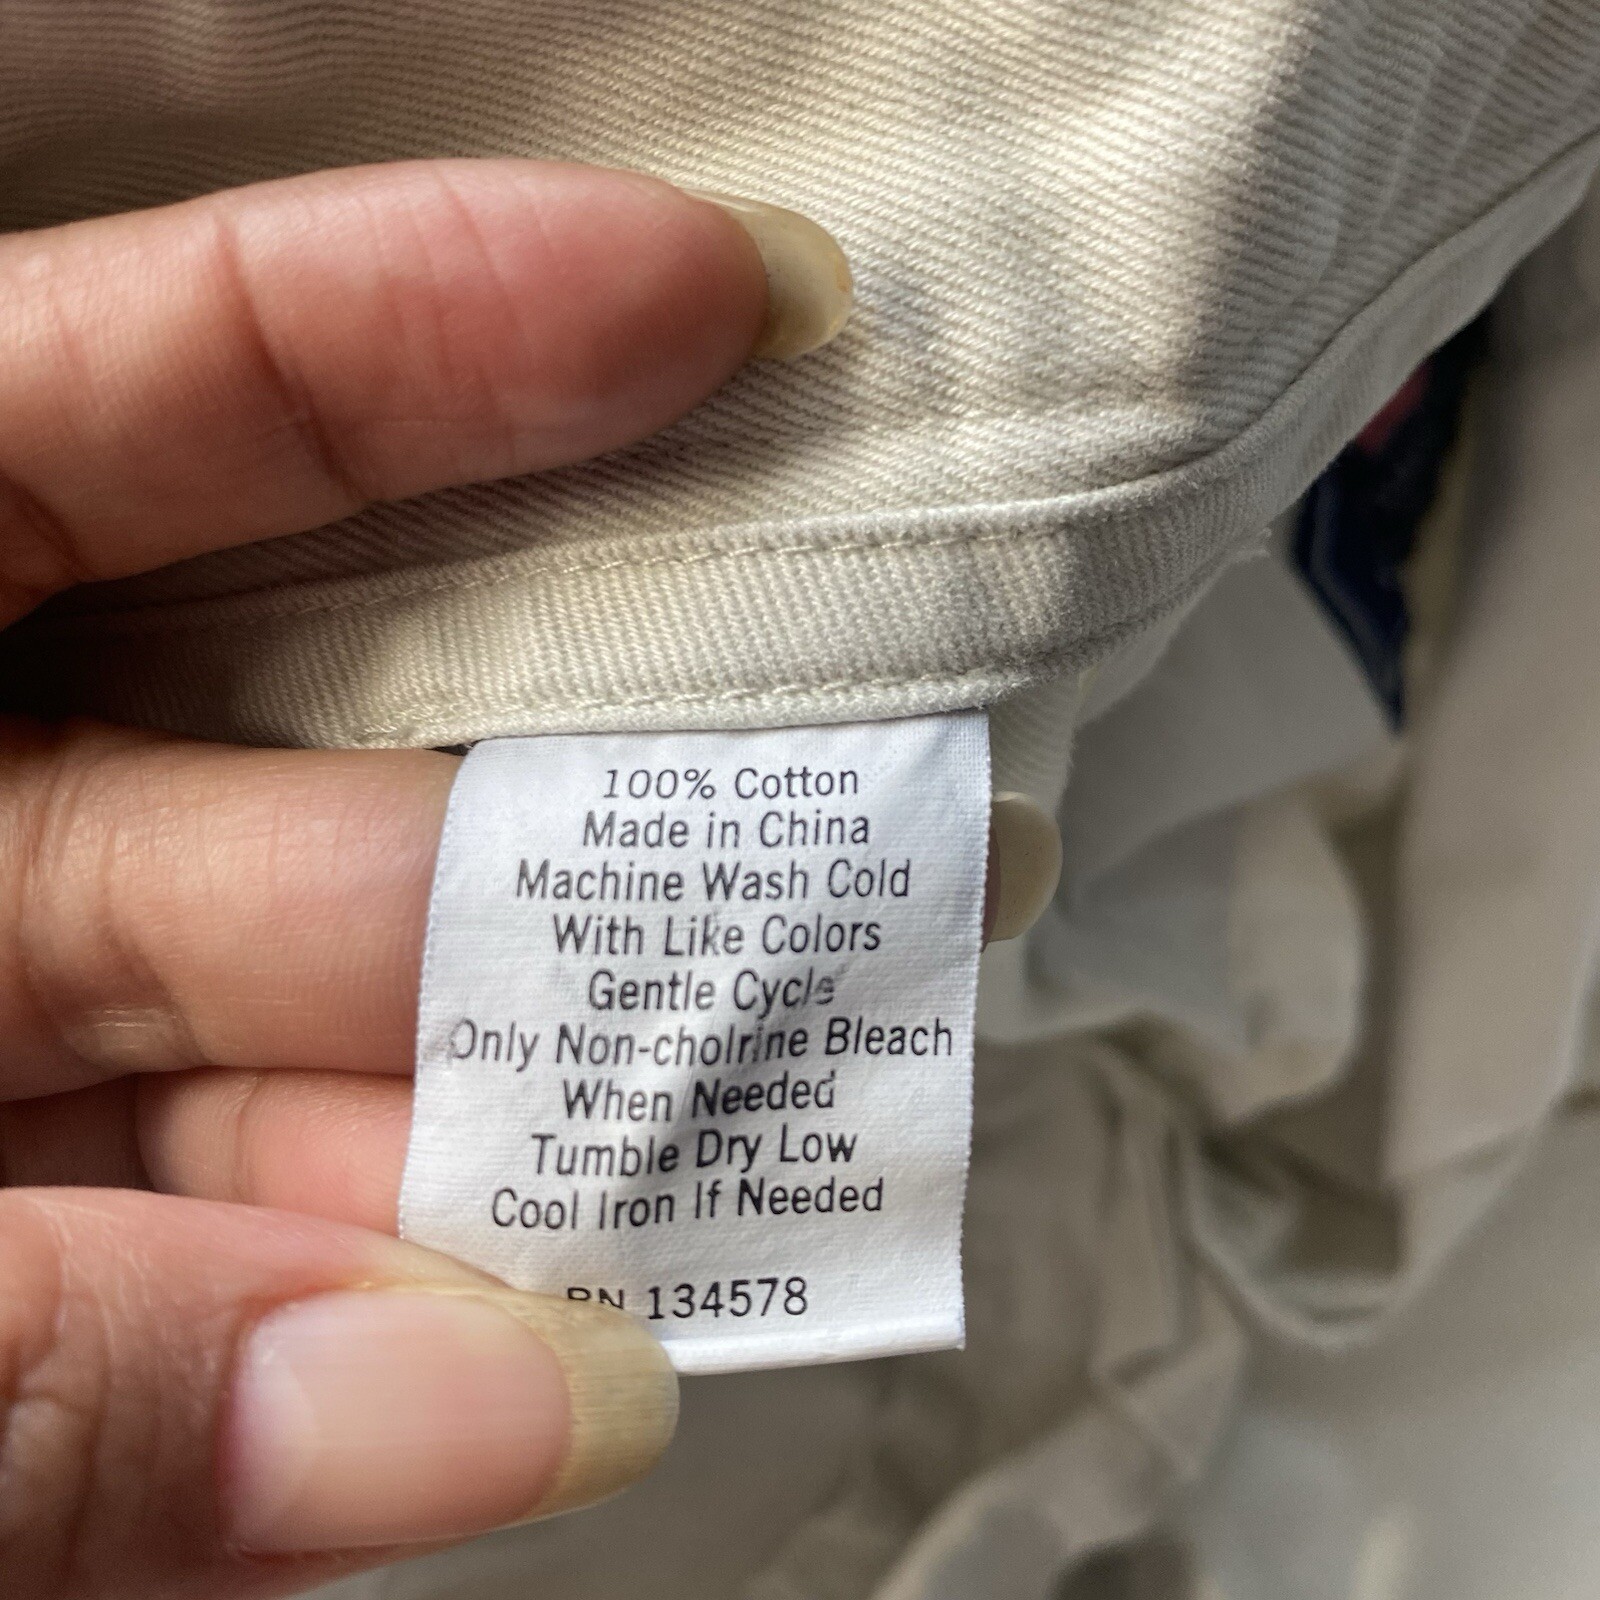 100% Cotton
Made in China
Machine Wash Cold
With Like Colors
Gentle Cycle
Only Non-cholrine Bleach
When Needed
Tumble Dry Low
Cool Iron If Needed
RN 134578